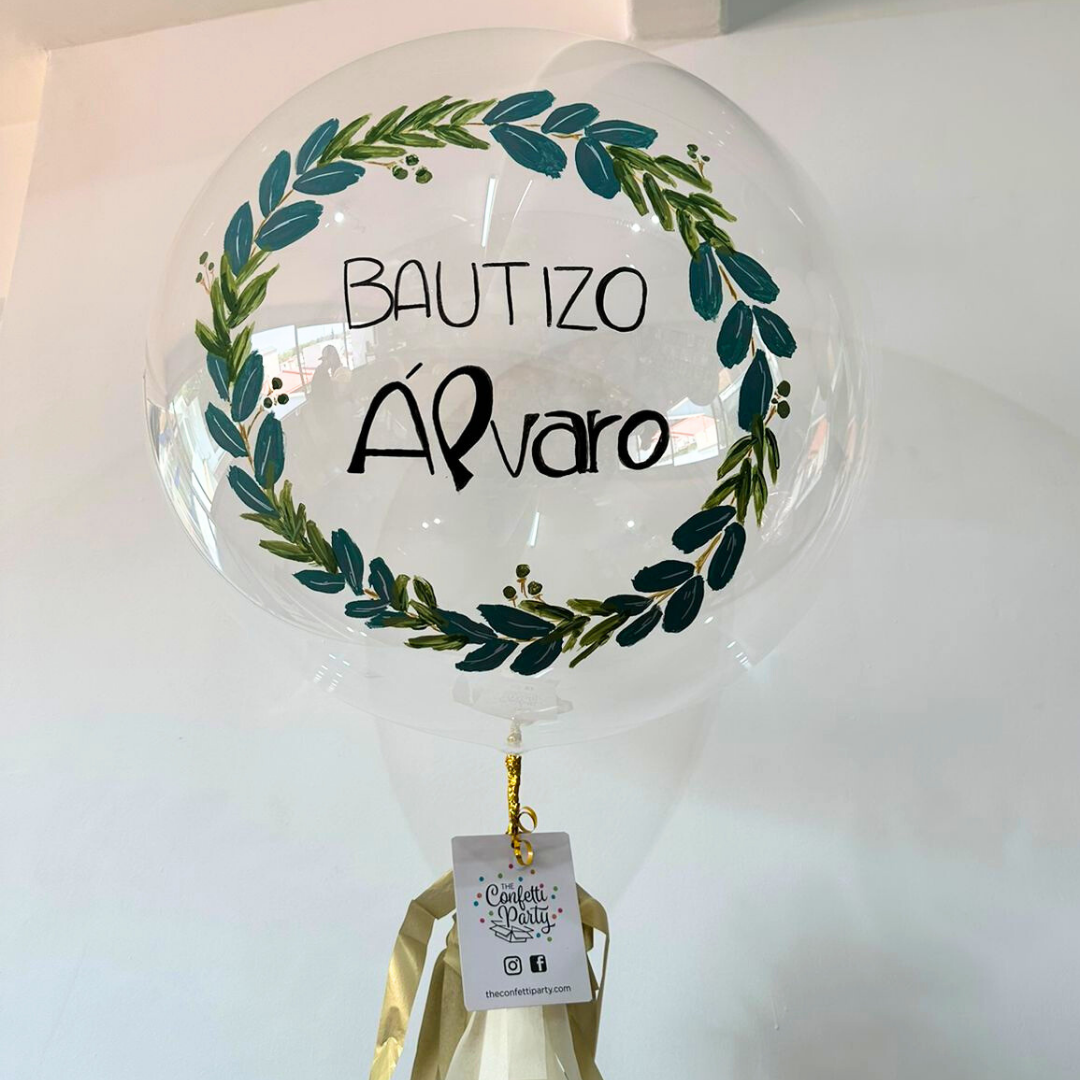 BAUTIZO
Álvaro
THE
Confetti
Party
theconfettiparty.com